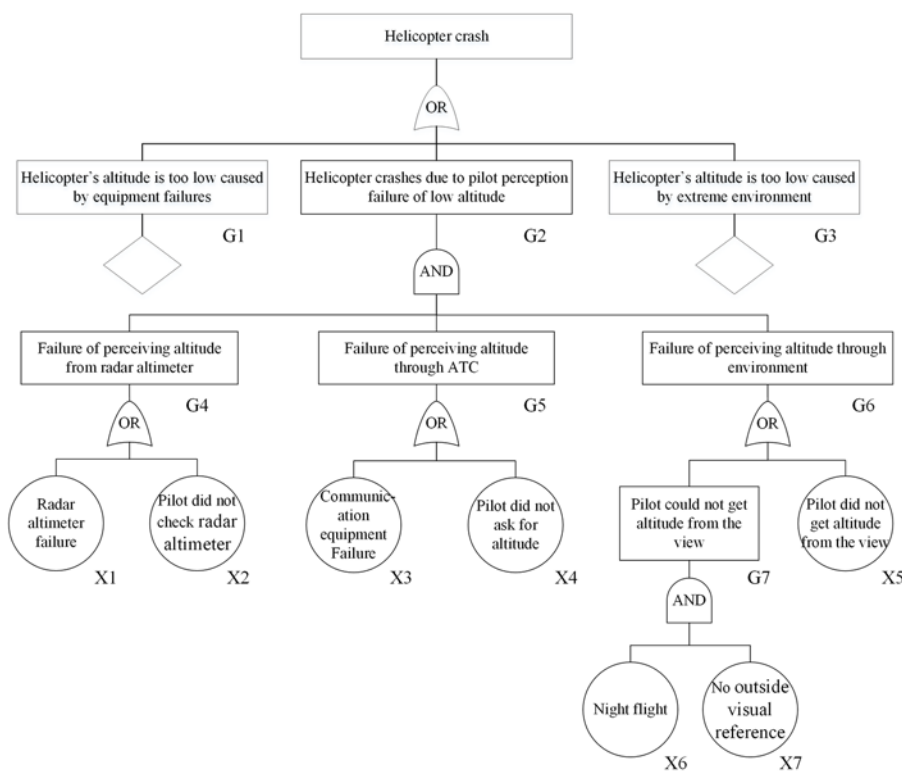 Helicopter crash
OR
Helicopter's altitude is too low caused
by equipment failures
Helicopter crashes due to pilot perception
failure of low altitude
Helicopter's altitude is too low caused
by extreme environment
G1
G2
G3
AND
Failure of perceiving altitude
from radar altimeter
Failure of perceiving altitude
through ATC
Failure of perceiving altitude through
environment
G4
G5
G6
OR
OR
OR
Radar
altimeter
failure
Pilot did not
check radar
altimeter
Communic-
ation
equipment
Failure
Pilot did not
ask for
altitude
Pilot could not get
altitude from the
view
Pilot did not
get altitude
from the view
X1
X2
X3
X4
G7
X5
AND
Night flight
No outside
visual
reference
X6
X7